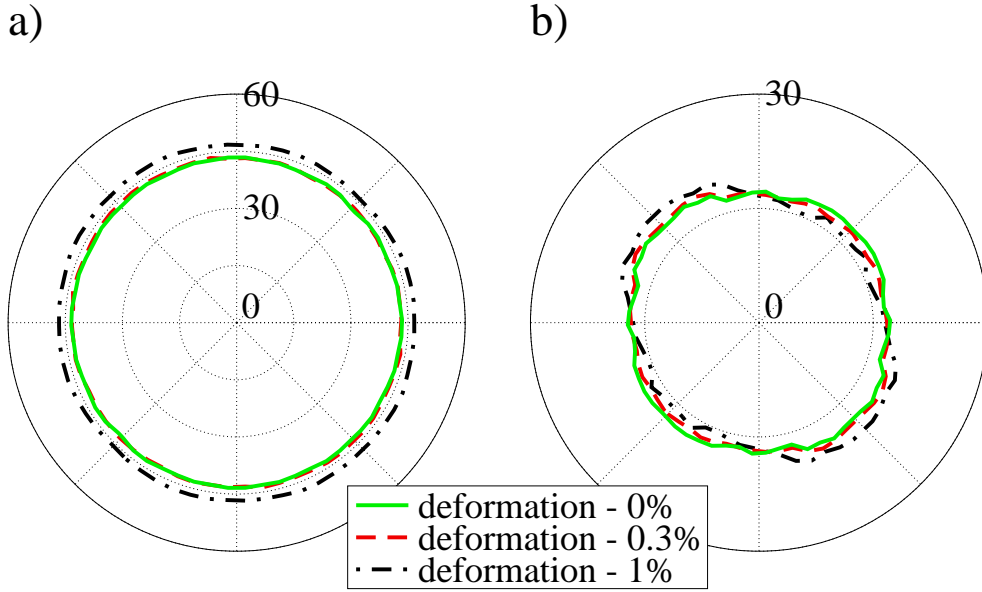 a)
b)
60
30
30
0
0
deformation - 0%
deformation - 0.3%
deformation - 1%